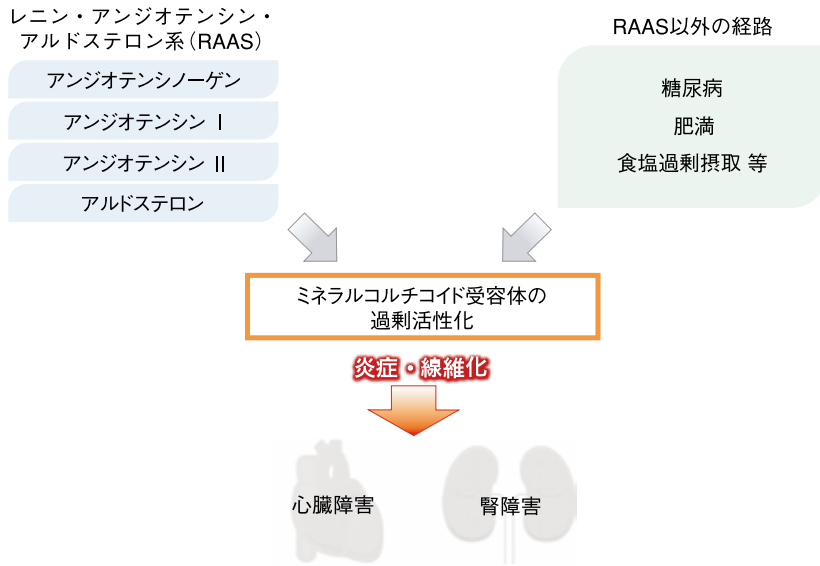 レニン・アンジオテンシン・
アルドステロン系（RAAS）
アンジオテンシノーゲン
アンジオテンシン Ⅰ
アンジオテンシン Ⅱ
アルドステロン
RAAS以外の経路
糖尿病
肥満
食塩過剰摂取 等
ミネラルコルチコイド受容体の
過剰活性化
炎症・線維化
心臓障害
腎障害